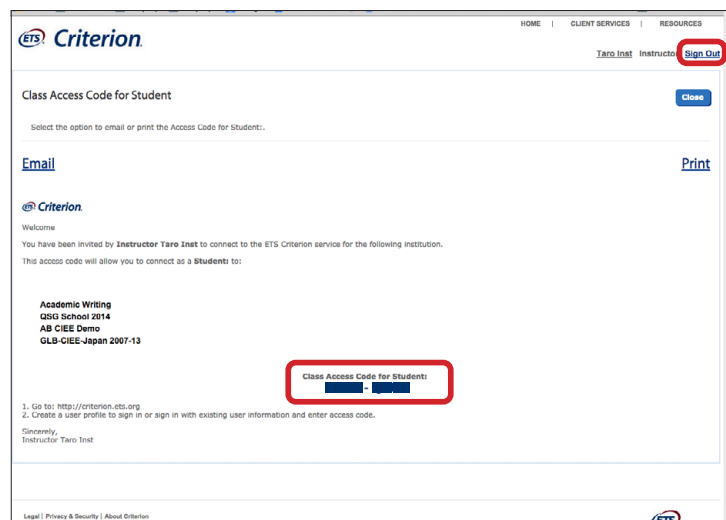 HOME | CLIENT SERVICES | RESOURCES
ETS Criterion.
Taro Inst Instructor Sign Out
Class Access Code for Student
Close
Select the option to email or print the Access Code for Student:.
Email
Print
ETS Criterion.
Welcome
You have been invited by Instructor Taro Inst to connect to the ETS Criterion service for the following institution.
This access code will allow you to connect as a Student: to:
Academic Writing
QSG School 2014
AB CIEE Demo
GLB-CIEE-Japan 2007-13
Class Access Code for Student:
-
1. Go to: http://criterion.ets.org
2. Create a user profile to sign in or sign in with existing user information and enter access code.
Sincerely,
Instructor Taro Inst
Legal | Privacy & Security | About Criterion
ETS